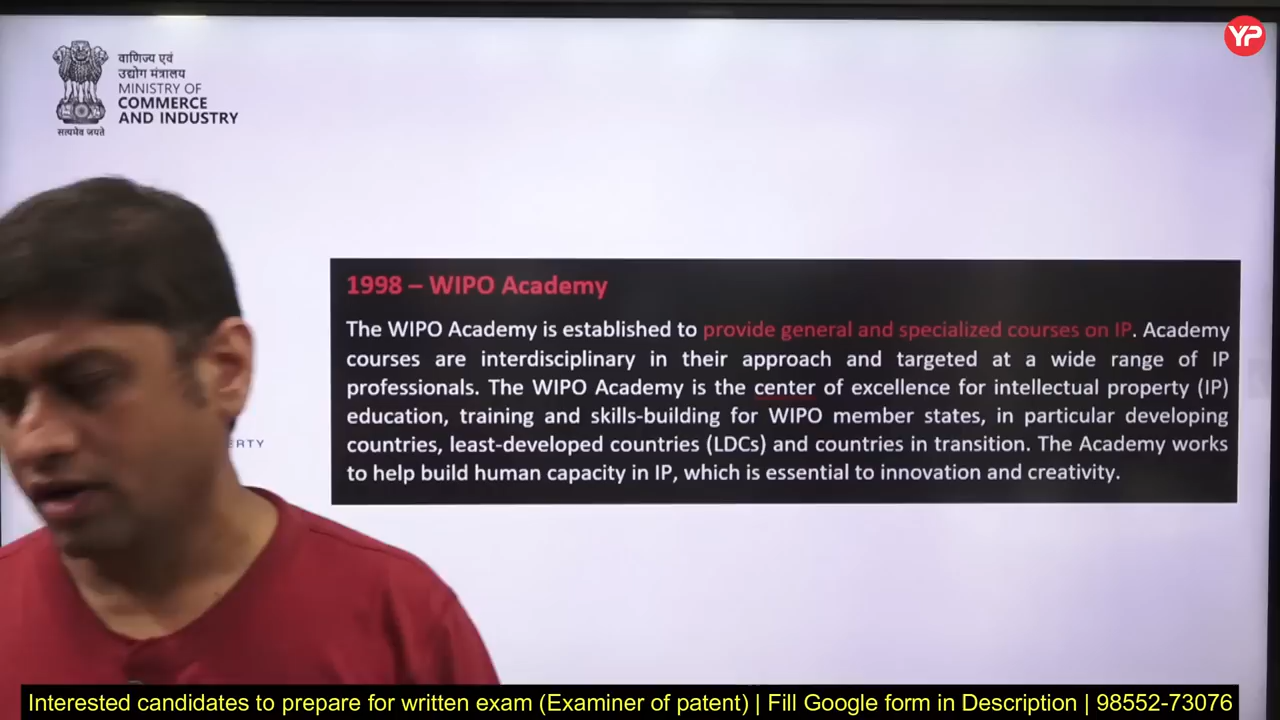 YP
वाणिज्य एवं
उद्योग मंत्रालय
MINISTRY OF
COMMERCE
AND INDUSTRY
सत्यमेव जयते
1998 – WIPO Academy
The WIPO Academy is established to provide general and specialized courses on IP. Academy
courses are interdisciplinary in their approach and targeted at a wide range of IP
professionals. The WIPO Academy is the center of excellence for intellectual property (IP)
education, training and skills-building for WIPO member states, in particular developing
countries, least-developed countries (LDCs) and countries in transition. The Academy works
to help build human capacity in IP, which is essential to innovation and creativity.
ERTY
Interested candidates to prepare for written exam (Examiner of patent) | Fill Google form in Description | 98552-73076